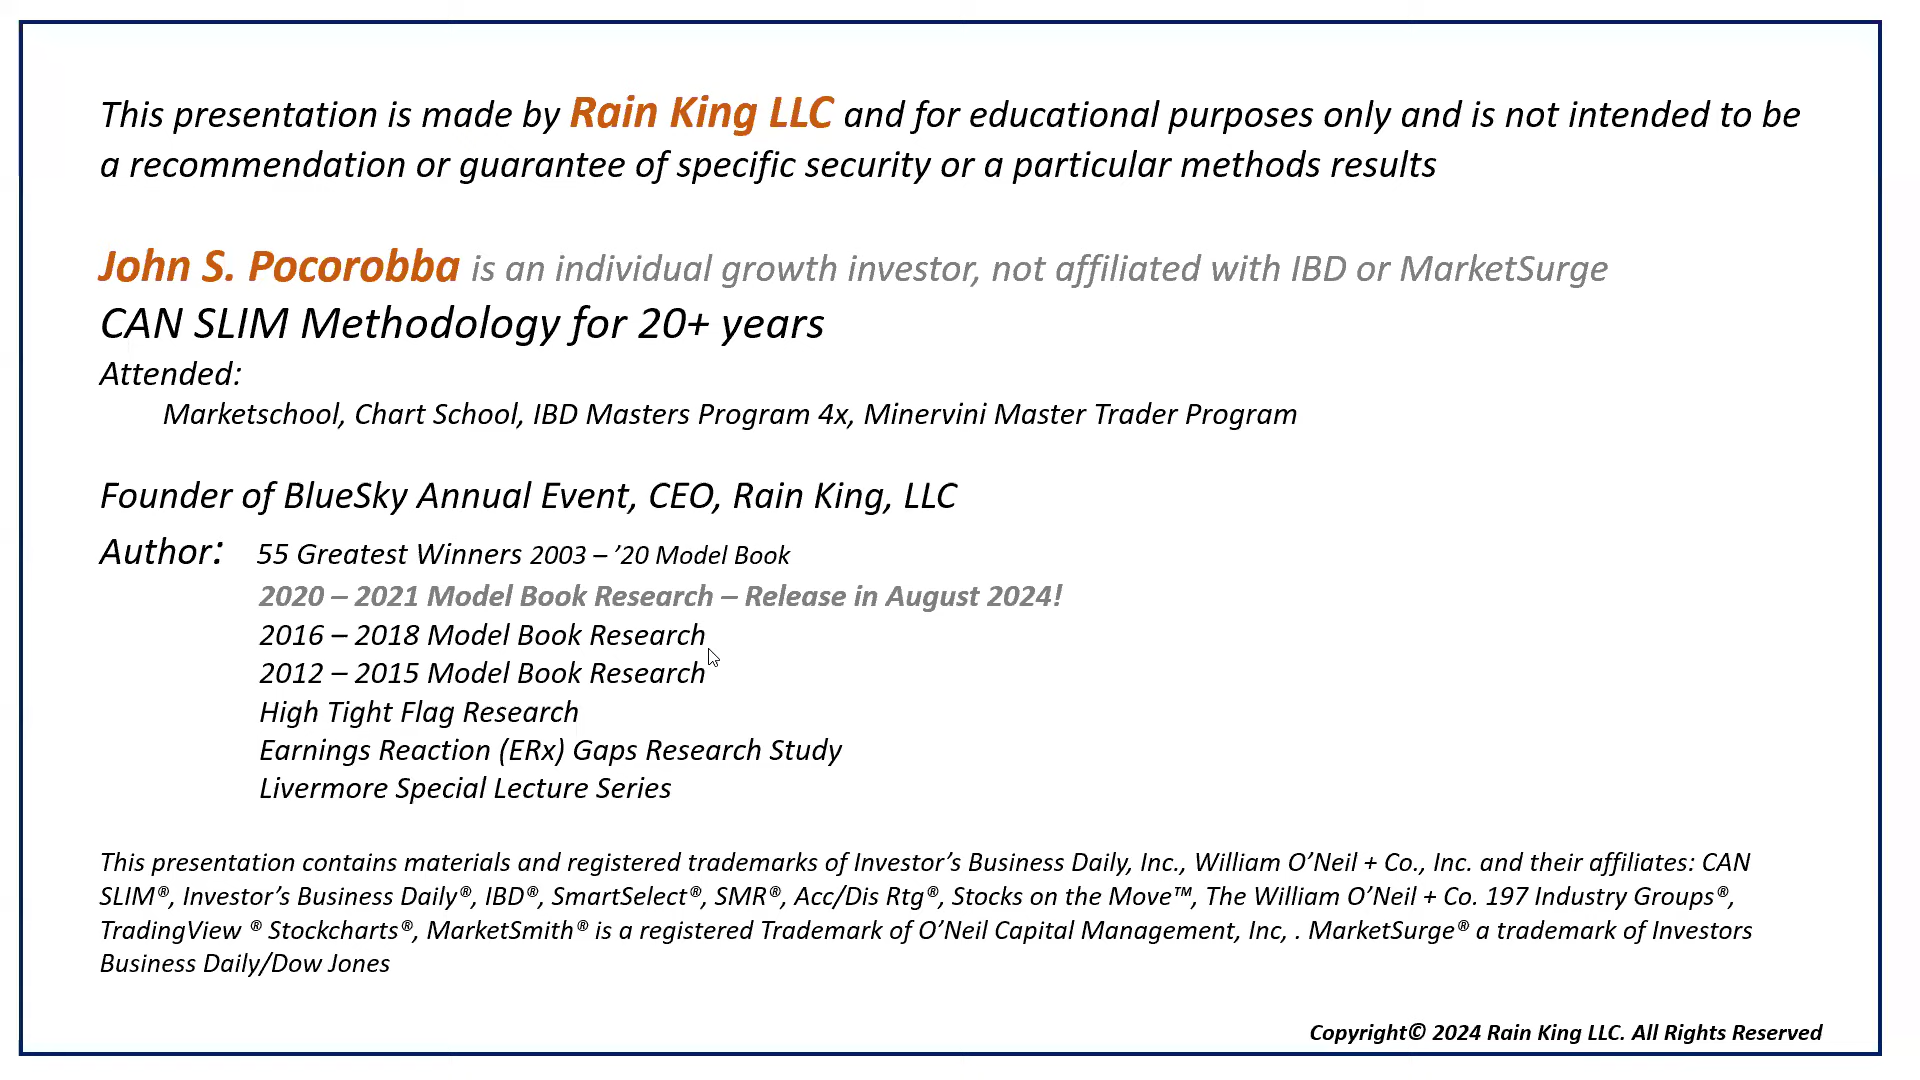 This presentation is made by Rain King LLC and for educational purposes only and is not intended to be
a recommendation or guarantee of specific security or a particular methods results
John S. Pocorobba is an individual growth investor, not affiliated with IBD or MarketSurge
CAN SLIM Methodology for 20+ years
Attended:
Marketschool, Chart School, IBD Masters Program 4x, Minervini Master Trader Program
Founder of BlueSky Annual Event, CEO, Rain King, LLC
Author: 55 Greatest Winners 2003 – ’20 Model Book
2020 – 2021 Model Book Research – Release in August 2024!
2016 – 2018 Model Book Research
2012 – 2015 Model Book Research
High Tight Flag Research
Earnings Reaction (ERx) Gaps Research Study
Livermore Special Lecture Series
This presentation contains materials and registered trademarks of Investor’s Business Daily, Inc., William O’Neil + Co., Inc. and their affiliates: CAN
SLIM®, Investor’s Business Daily®, IBD®, SmartSelect®, SMR®, Acc/Dis Rtg®, Stocks on the Move™, The William O’Neil + Co. 197 Industry Groups®,
TradingView ® Stockcharts®, MarketSmith® is a registered Trademark of O’Neil Capital Management, Inc, . MarketSurge® a trademark of Investors
Business Daily/Dow Jones
Copyright© 2024 Rain King LLC. All Rights Reserved